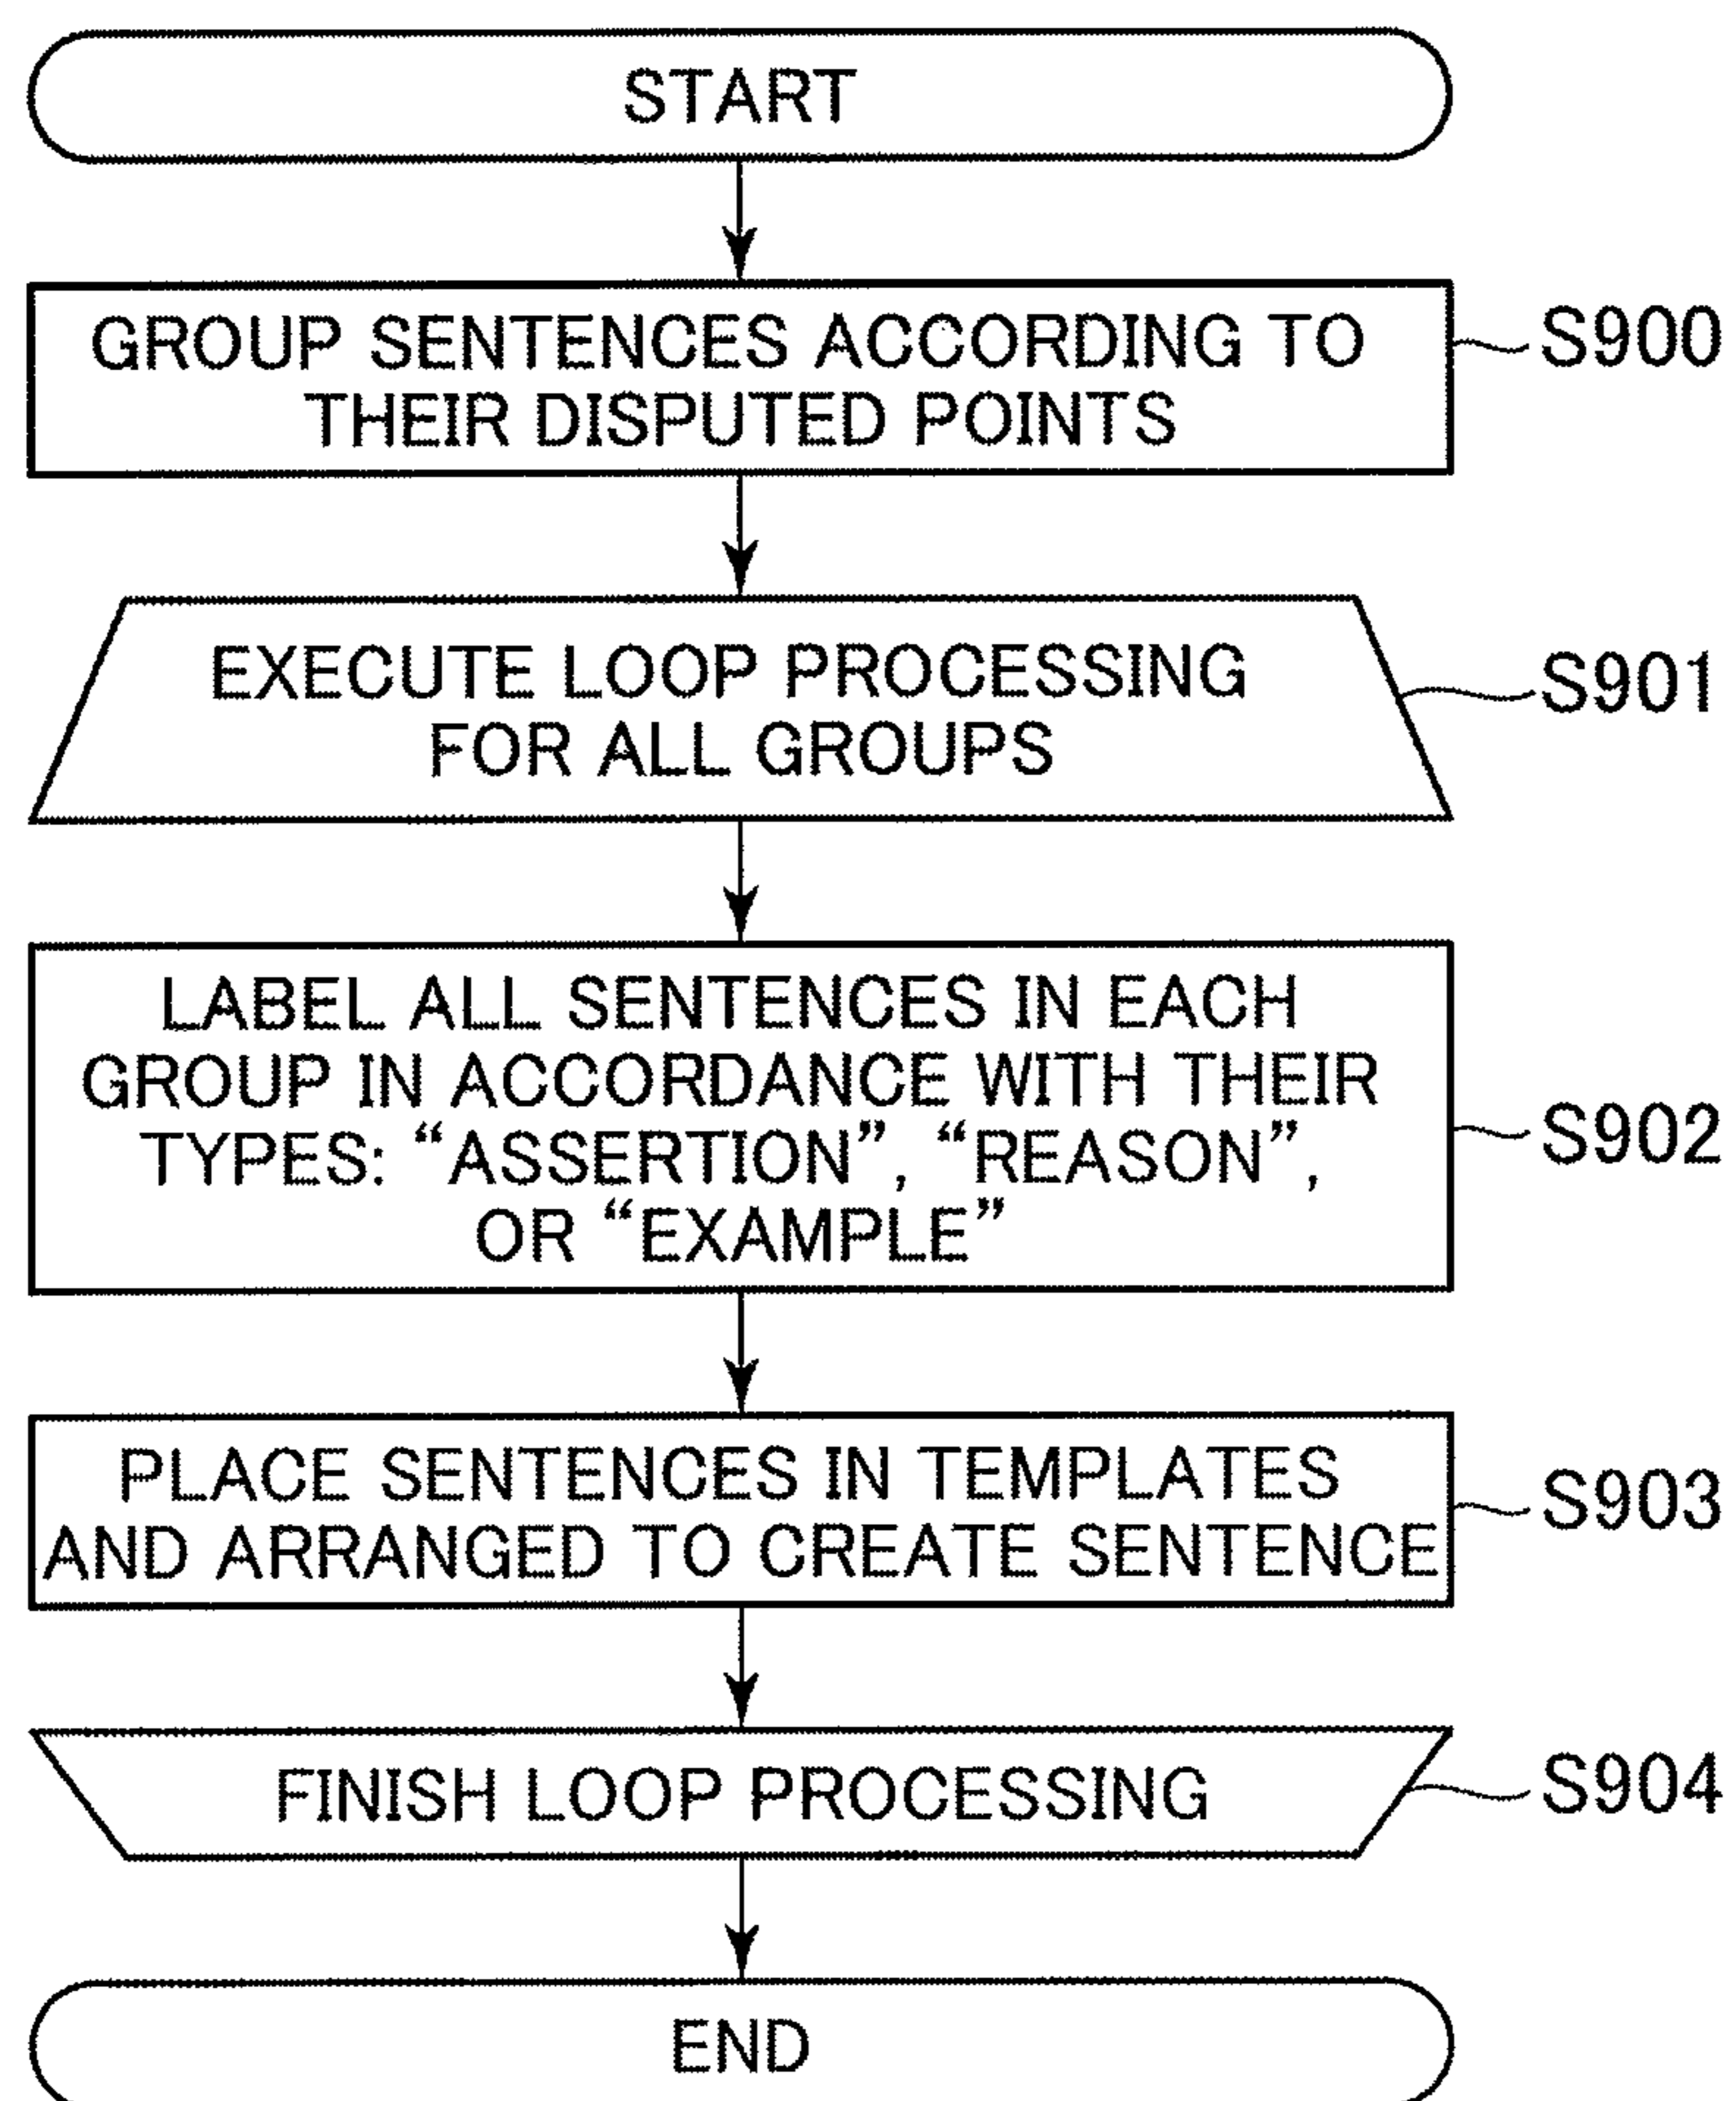 START
GROUP SENTENCES ACCORDING TO
THEIR DISPUTED POINTS
S900
EXECUTE LOOP PROCESSING
FOR ALL GROUPS
S901
LABEL ALL SENTENCES IN EACH
GROUP IN ACCORDANCE WITH THEIR
TYPES: “ASSERTION”, “REASON”,
OR “EXAMPLE”
S902
PLACE SENTENCES IN TEMPLATES
AND ARRANGED TO CREATE SENTENCE
S903
FINISH LOOP PROCESSING
S904
END